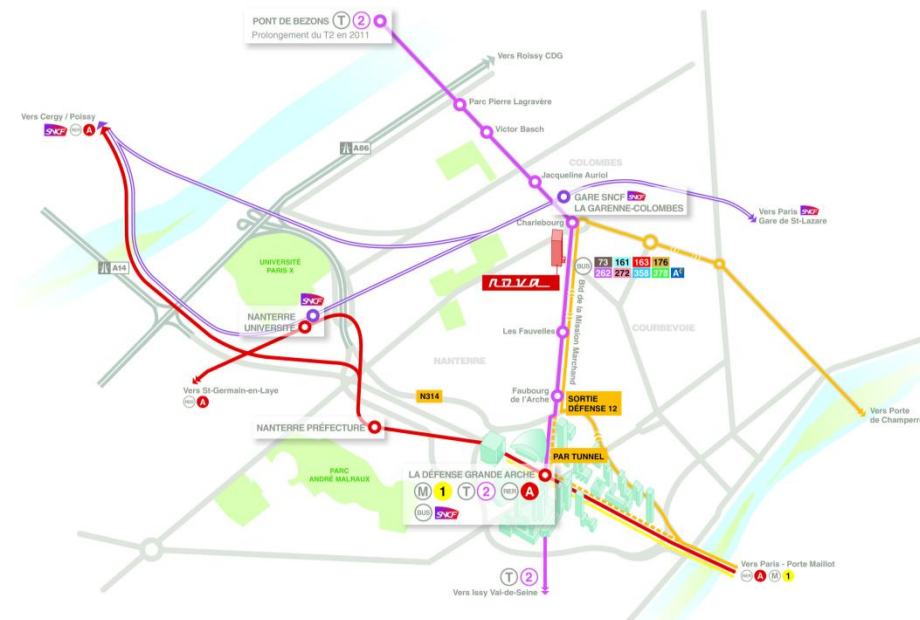 PONT DE BEZONS T 2
Prolongement du T2 en 2011
Vers Roissy CDG
Vers Cergy / Poissy
SNCF RER A
A86
Parc Pierre Lagravère
Victor Basch
COLOMBES
Jacqueline Auriol
GARE SNCF SNCF
LA GARENNE-COLOMBES
Vers Paris SNCF
Gare de St-Lazare
Charlebourg
A14
UNIVERSITÉ
PARIS X
nova
BUS 73 161 163 176
262 272 358 378 Ac
Bld de la Mission Marchand
SNCF
NANTERRE
UNIVERSITÉ
Les Fauvelles
COURBEVOIE
NANTERRE
Vers St-Germain-en-Laye
RER A
N314
Faubourg
de l'Arche
SORTIE
DÉFENSE 12
Vers Porte
de Champerret
NANTERRE PRÉFECTURE
PAR TUNNEL
PARC
ANDRÉ MALRAUX
LA DÉFENSE GRANDE ARCHE
M 1 T 2 RER A
BUS SNCF
Vers Paris - Porte Maillot
RER A M 1
T 2
Vers Issy Val-de-Seine